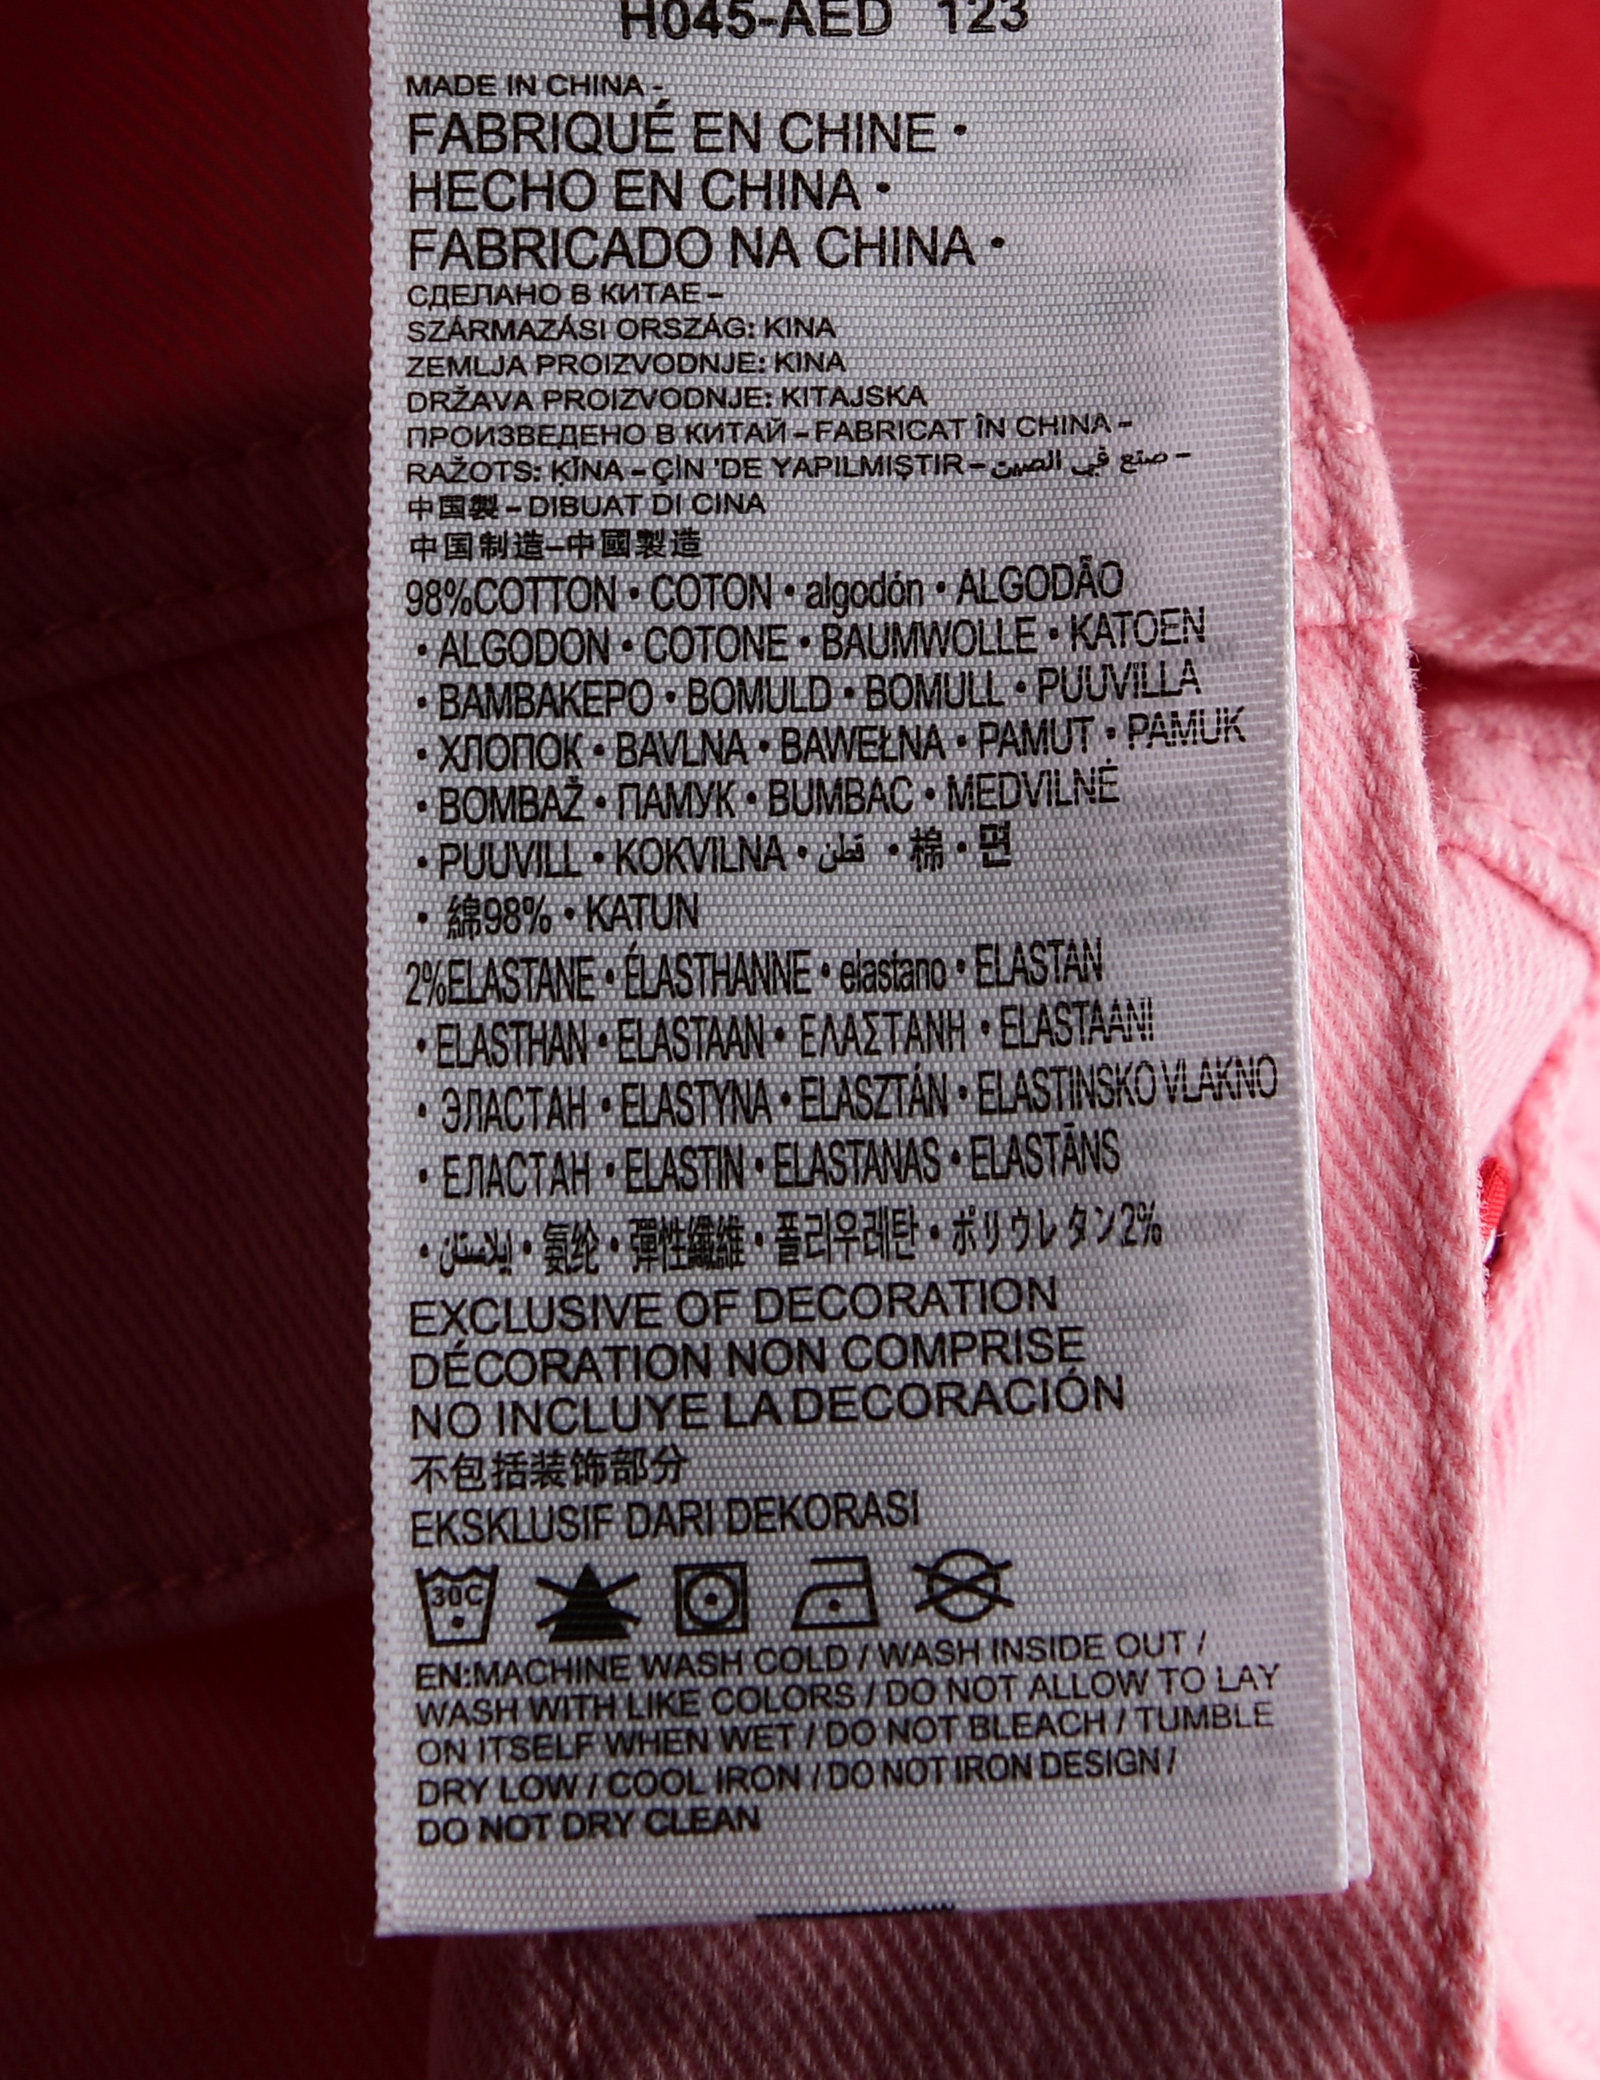 H045-AED 123
MADE IN CHINA -
FABRIQUÉ EN CHINE •
HECHO EN CHINA •
FABRICADO NA CHINA •
СДЕЛАНО В КИТАЕ –
SZÁRMAZÁSI ORSZÁG: KINA
ZEMLJA PROIZVODNJE: KINA
DRŽAVA PROIZVODNJE: KITAJSKA
ПРОИЗВЕДЕНО В КИТАЙ – FABRICAT ÎN CHINA –
RAŽOTS: ĶĪNA – ÇİN 'DE YAPILMIŞTIR – صنع في الصين –
中国製 – DIBUAT DI CINA
中国制造–中國製造
98%COTTON • COTON • algodón • ALGODÃO
• ALGODON • COTONE • BAUMWOLLE • KATOEN
• BAMBAKEPO • BOMULD • BOMULL • PUUVILLA
• ХЛОПОК • BAVLNA • BAWEŁNA • PAMUT • PAMUK
• BOMBAŽ • ПАМУК • BUMBAC • MEDVILNĖ
• PUUVILL • KOKVILNA • قطن • 棉 • 면
• 綿98% • KATUN
2%ELASTANE • ÉLASTHANNE • elastano • ELASTAN
• ELASTHAN • ELASTAAN • ΕΛΑΣΤΑΝΗ • ELASTAANI
• ЭЛАСТАН • ELASTYNA • ELASZTÁN • ELASTINSKO VLAKNO
• ЕЛАСТАН • ELASTIN • ELASTANAS • ELASTĀNS
• إيلاستان • 氨纶 • 彈性纖維 • 폴리우레탄 • ポリウレタン2%
EXCLUSIVE OF DECORATION
DÉCORATION NON COMPRISE
NO INCLUYE LA DECORACIÓN
不包括装饰部分
EKSKLUSIF DARI DEKORASI
30C
EN:MACHINE WASH COLD / WASH INSIDE OUT /
WASH WITH LIKE COLORS / DO NOT ALLOW TO LAY
ON ITSELF WHEN WET / DO NOT BLEACH / TUMBLE
DRY LOW / COOL IRON / DO NOT IRON DESIGN /
DO NOT DRY CLEAN